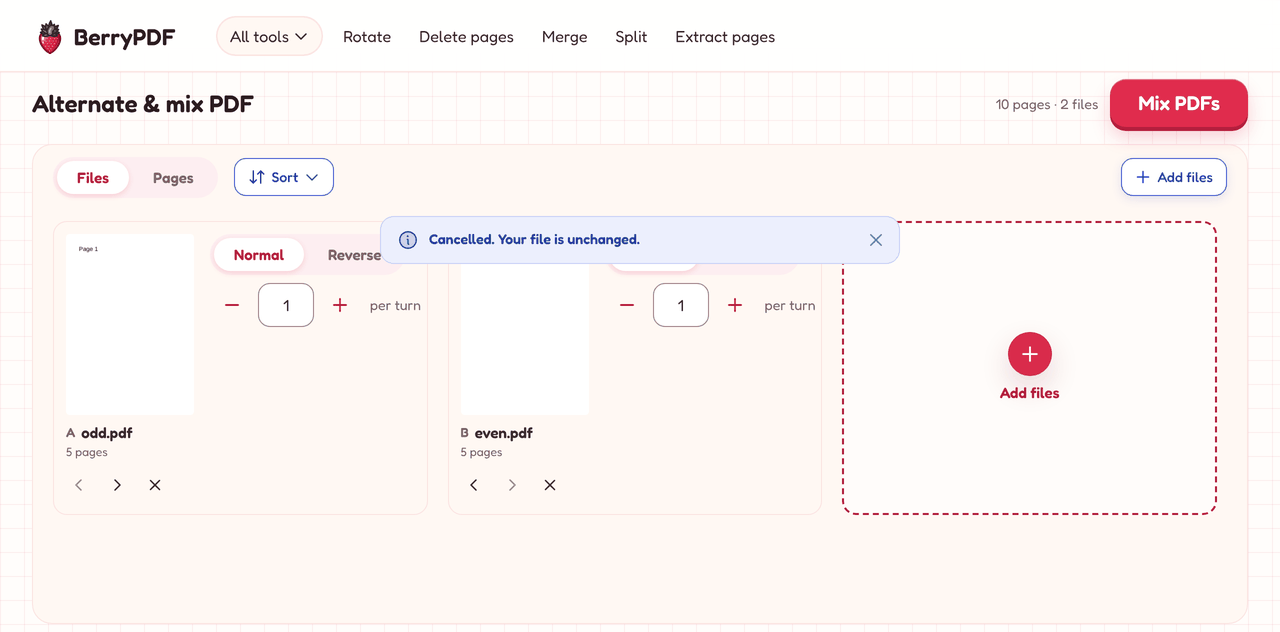 BerryPDF
All tools
Rotate
Delete pages
Merge
Split
Extract pages
Alternate & mix PDF
10 pages · 2 files
Mix PDFs
Files
Pages
Sort
Add files
Cancelled. Your file is unchanged.
Page 1
Normal
Reverse
1
per turn
A odd.pdf
5 pages
1
per turn
B even.pdf
5 pages
Add files